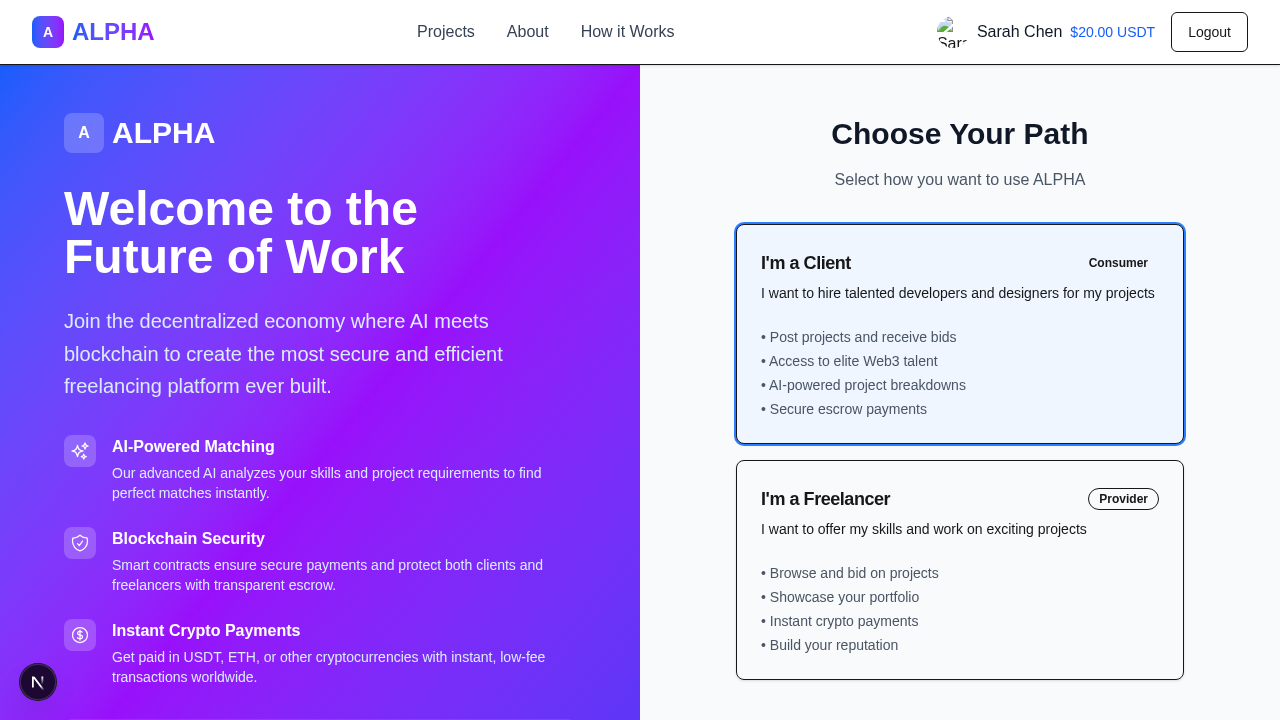 A ALPHA
Projects
About
How it Works
Sarah Chen
$20.00 USDT
Logout
A ALPHA
Welcome to the
Future of Work
Join the decentralized economy where AI meets
blockchain to create the most secure and efficient
freelancing platform ever built.
AI-Powered Matching
Our advanced AI analyzes your skills and project requirements to find
perfect matches instantly.
Blockchain Security
Smart contracts ensure secure payments and protect both clients and
freelancers with transparent escrow.
Instant Crypto Payments
Get paid in USDT, ETH, or other cryptocurrencies with instant, low-fee
transactions worldwide.
N
Choose Your Path
Select how you want to use ALPHA
I'm a Client
Consumer
I want to hire talented developers and designers for my projects
• Post projects and receive bids
• Access to elite Web3 talent
• AI-powered project breakdowns
• Secure escrow payments
I'm a Freelancer
Provider
I want to offer my skills and work on exciting projects
• Browse and bid on projects
• Showcase your portfolio
• Instant crypto payments
• Build your reputation